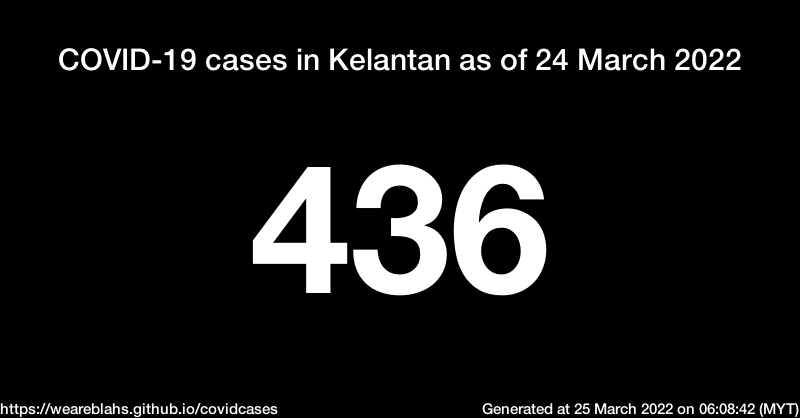 COVID-19 cases in Kelantan as of 24 March 2022
436
https://weareblahs.github.io/covidcases
Generated at 25 March 2022 on 06:08:42 (MYT)